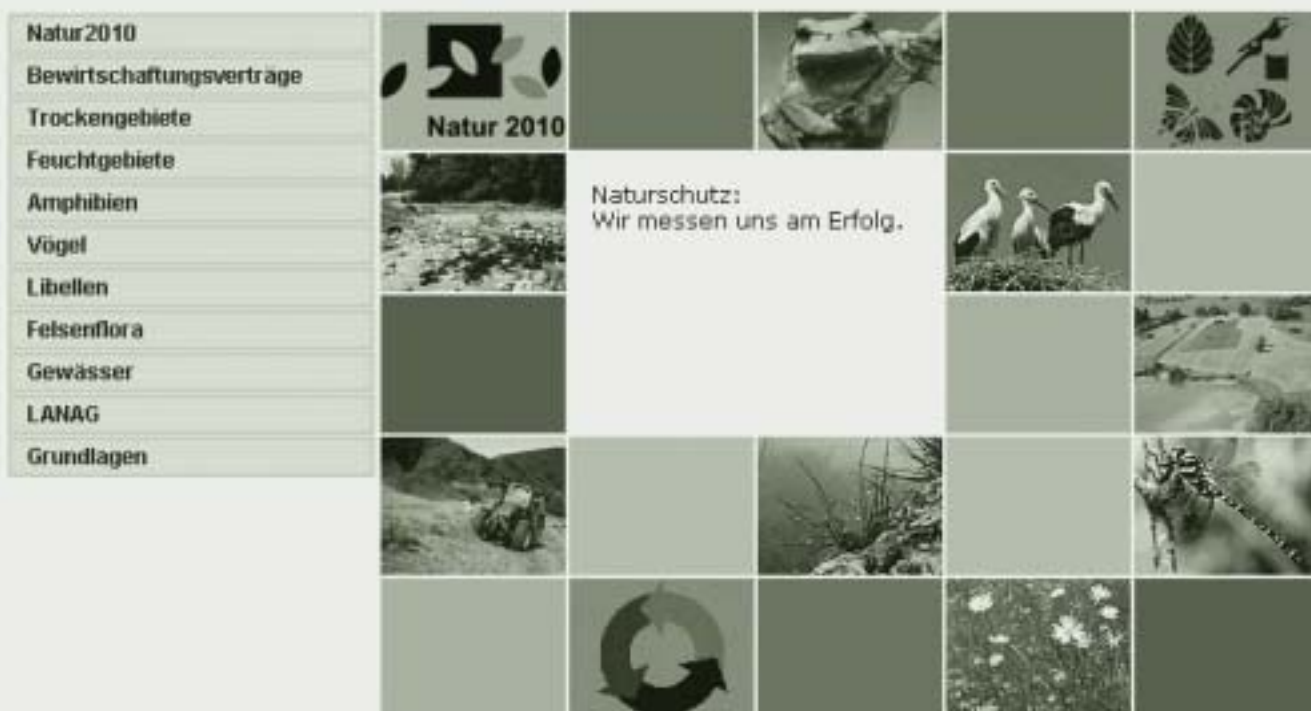 Natur2010
Bewirtschaftungsverträge
Trockengebiete
Feuchtgebiete
Amphibien
Vögel
Libellen
Felsenflora
Gewässer
LANAG
Grundlagen
Natur 2010
Naturschutz:
Wir messen uns am Erfolg.